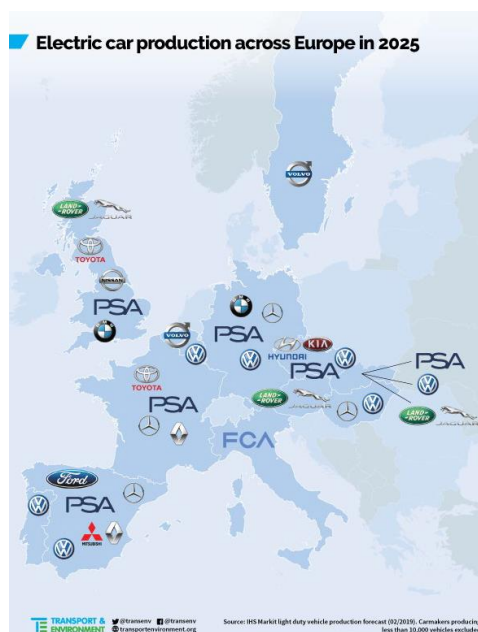 Electric car production across Europe in 2025
VOLVO
LAND-
ROVER
JAGUAR
TOYOTA
NISSAN
PSA
VOLVO
PSA
HYUNDAI
KIA
PSA
PSA
TOYOTA
PSA
LAND-
ROVER
JAGUAR
LAND-
ROVER
JAGUAR
FCA
Ford
PSA
MITSUBISHI
TRANSPORT &
ENVIRONMENT
@transenv @transenv
transportenvironment.org
Source: IHS Markit light duty vehicle production forecast (02/2019). Carmakers producing
less than 10,000 vehicles excluded